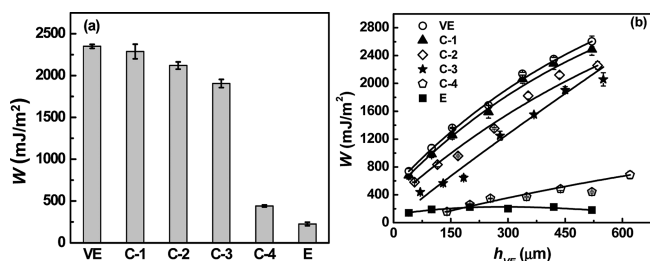 (a)
2500
2000
1500
1000
500
0
W (mJ/m²)
VE C-1 C-2 C-3 C-4 E
(b)
2800
2400
2000
1600
1200
800
400
0
W (mJ/m²)
VE
C-1
C-2
C-3
C-4
E
0 150 300 450 600
h_VE (μm)